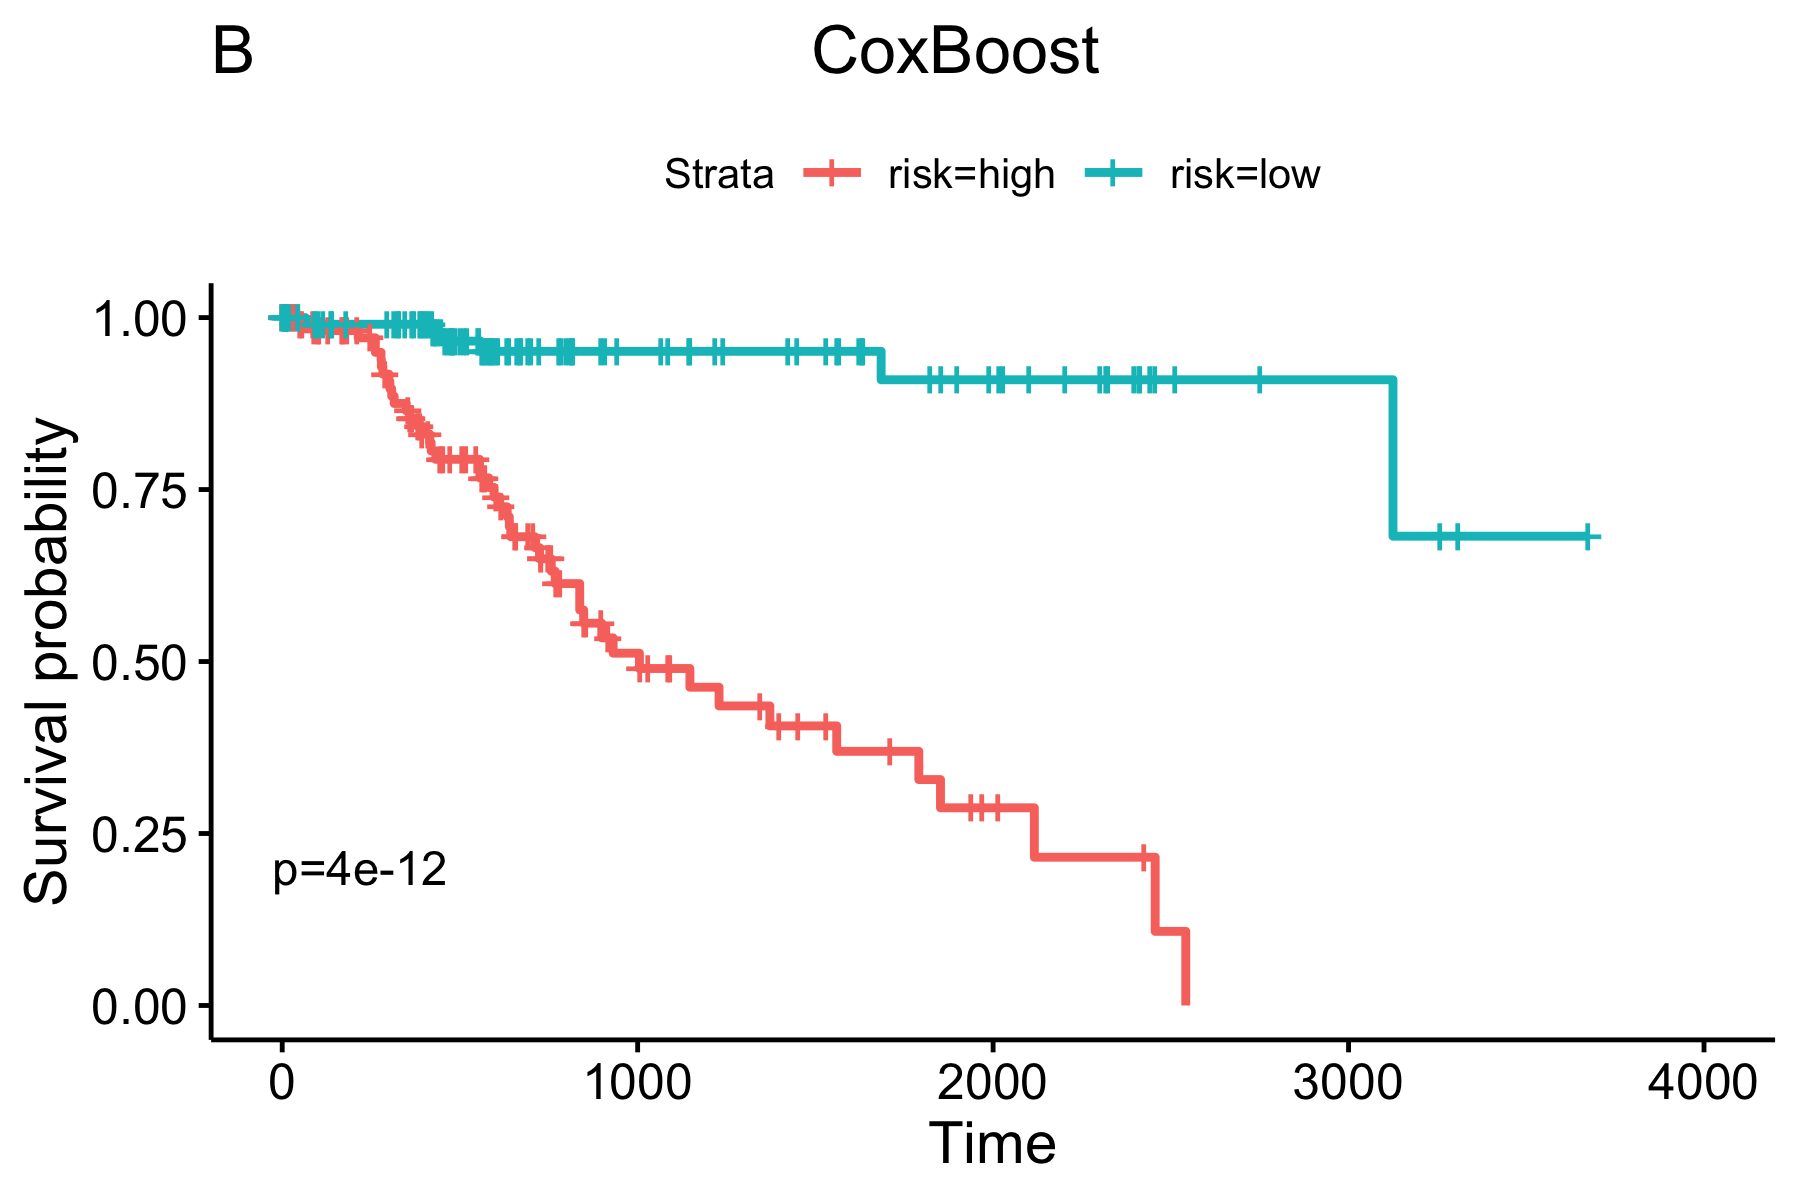 B
CoxBoost
Strata risk=high risk=low
1.00
0.75
0.50
0.25
0.00
Survival probability
p=4e-12
0 1000 2000 3000 4000
Time